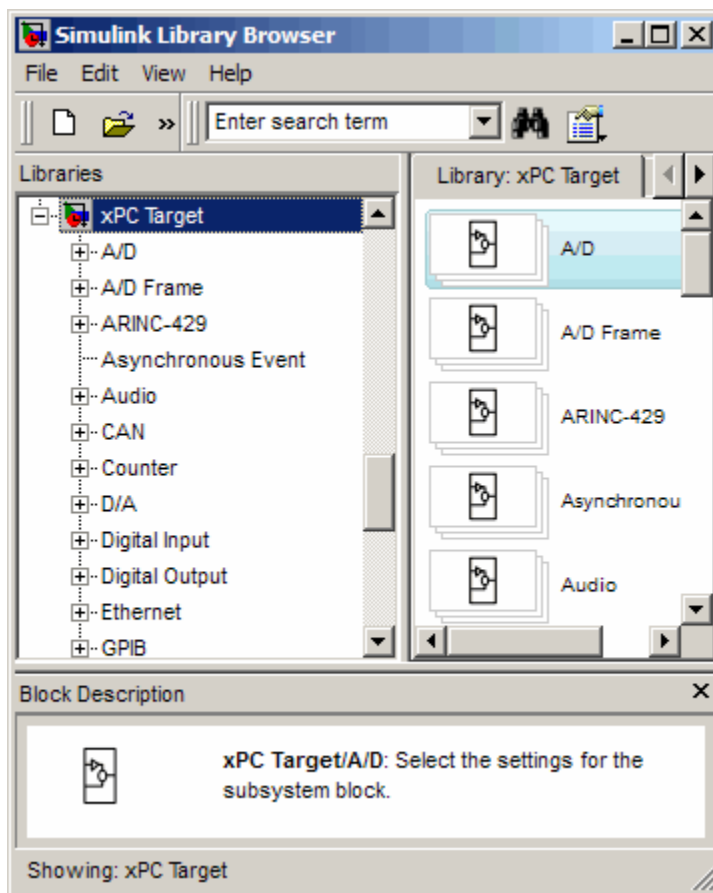 Simulink Library Browser
File Edit View Help
» Enter search term
Libraries
xPC Target
A/D
A/D Frame
ARINC-429
Asynchronous Event
Audio
CAN
Counter
D/A
Digital Input
Digital Output
Ethernet
GPIB
Library: xPC Target
A/D
A/D Frame
ARINC-429
Asynchronou
Audio
Block Description
xPC Target/A/D: Select the settings for the
subsystem block.
Showing: xPC Target